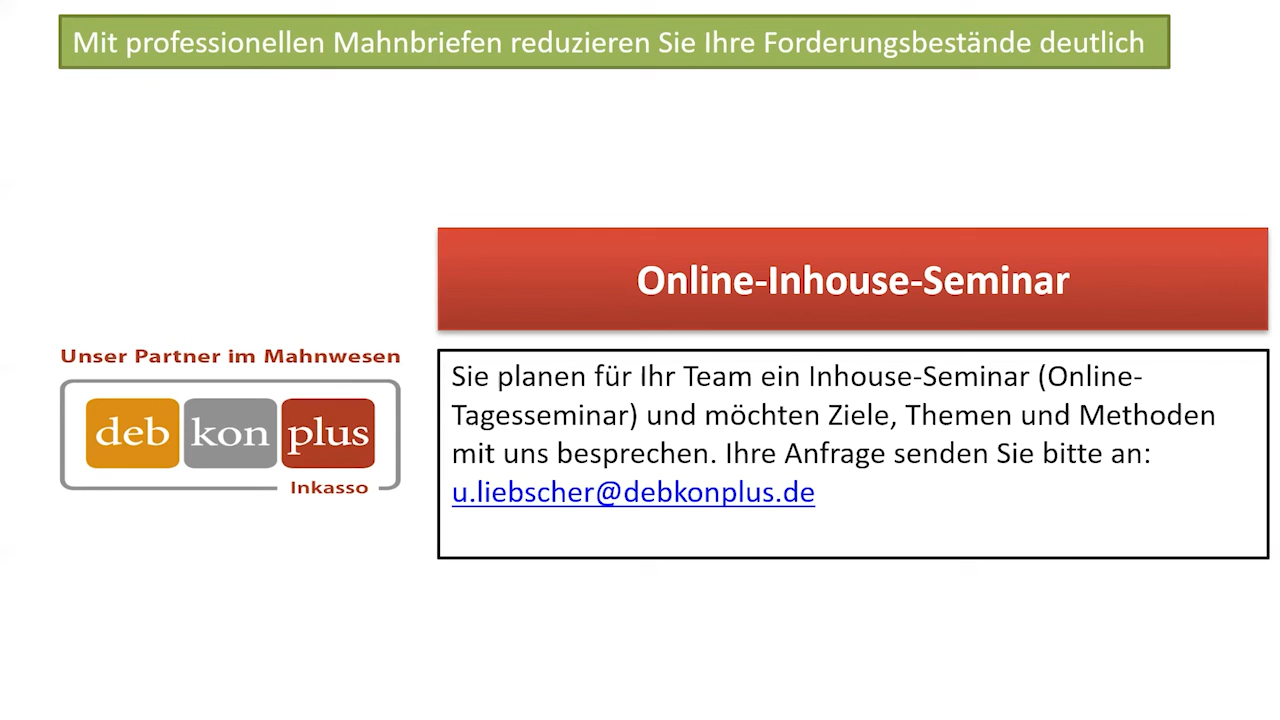 Mit professionellen Mahnbriefen reduzieren Sie Ihre Forderungsbestände deutlich
Online-Inhouse-Seminar
Unser Partner im Mahnwesen
deb kon plus
Inkasso
Sie planen für Ihr Team ein Inhouse-Seminar (Online-
Tagesseminar) und möchten Ziele, Themen und Methoden
mit uns besprechen. Ihre Anfrage senden Sie bitte an:
u.liebscher@debkonplus.de